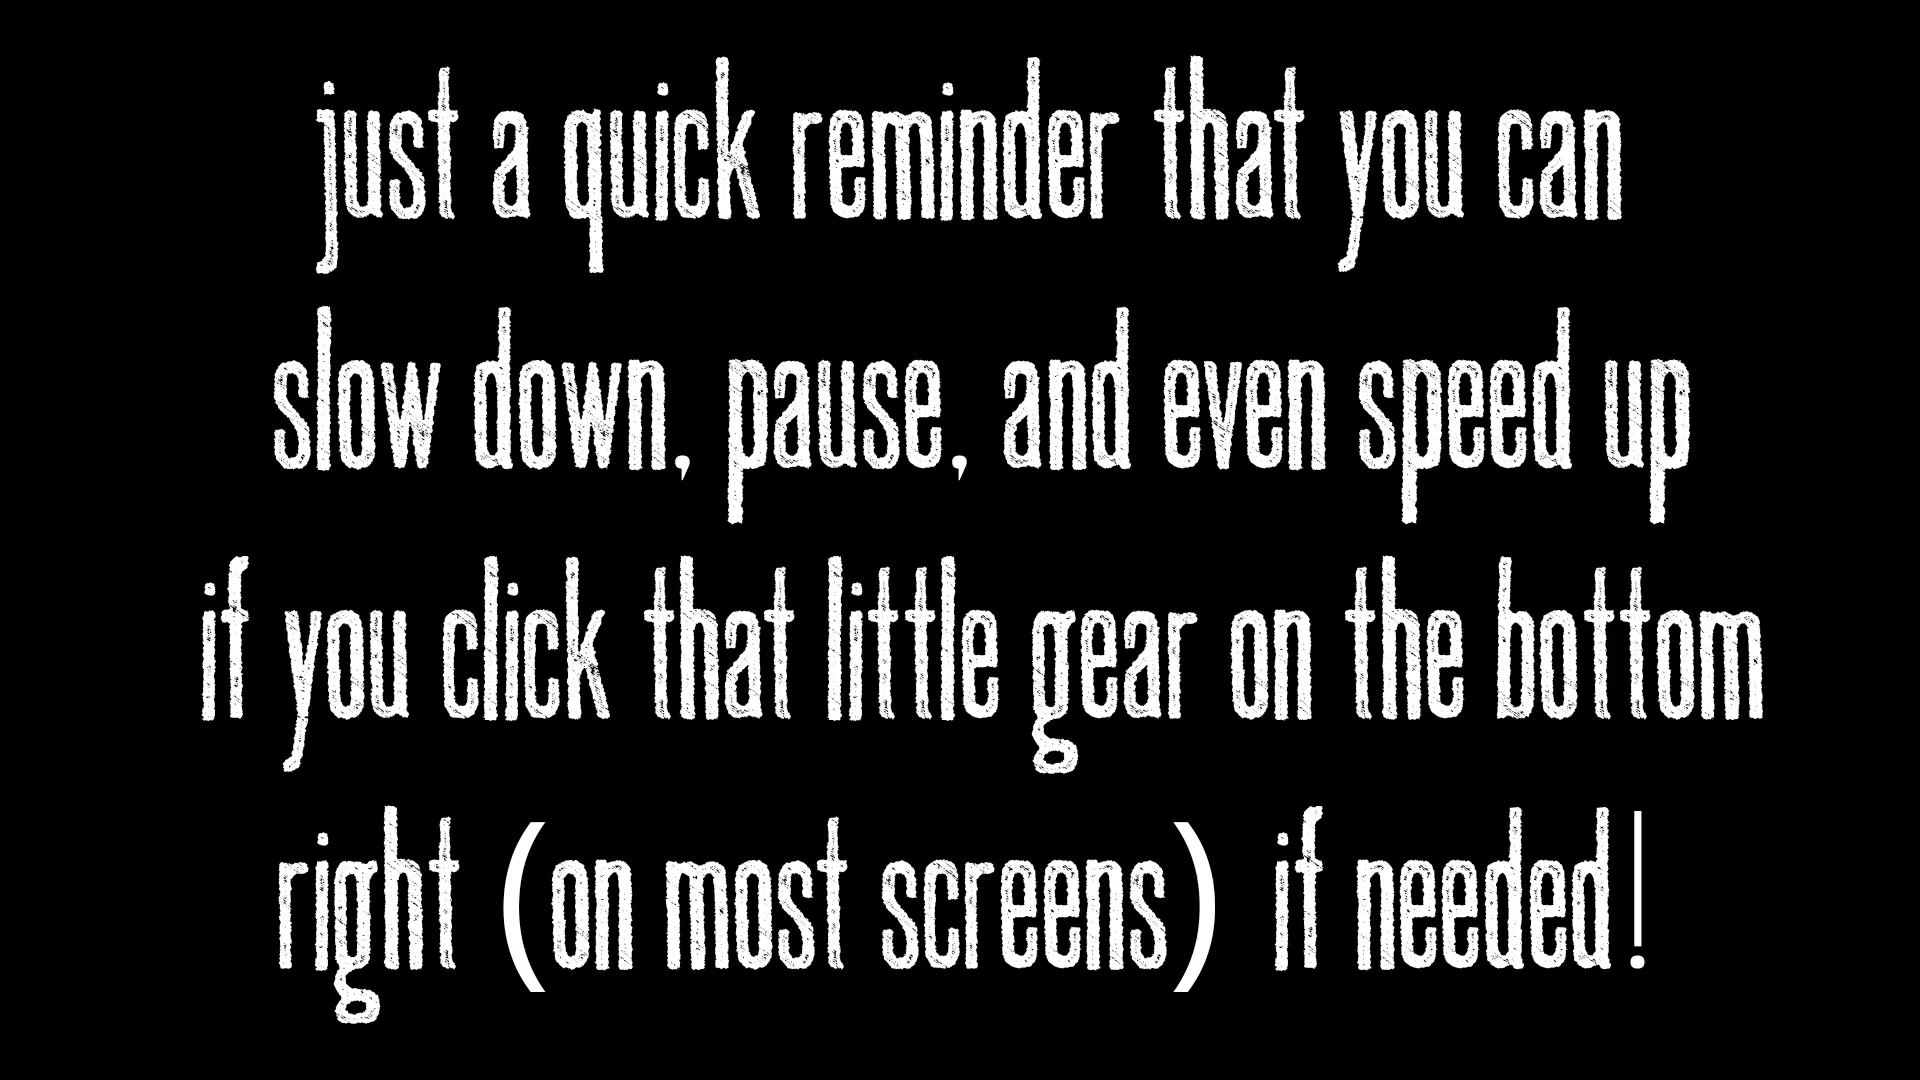 just a quick reminder that you can
slow down, pause, and even speed up
if you click that little gear on the bottom
right (on most screens) if needed!